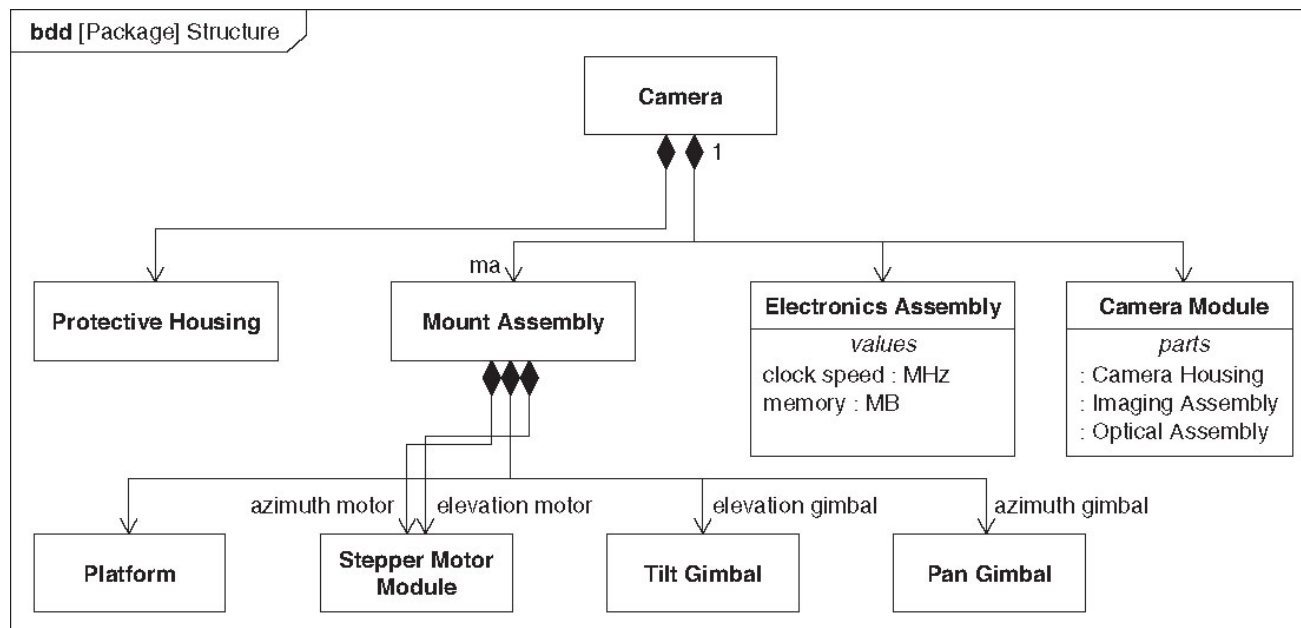 bdd [Package] Structure
Camera
1
ma
Protective Housing
Mount Assembly
Electronics Assembly
values
clock speed : MHz
memory : MB
Camera Module
parts
: Camera Housing
: Imaging Assembly
: Optical Assembly
azimuth motor
elevation motor
elevation gimbal
azimuth gimbal
Platform
Stepper Motor
Module
Tilt Gimbal
Pan Gimbal